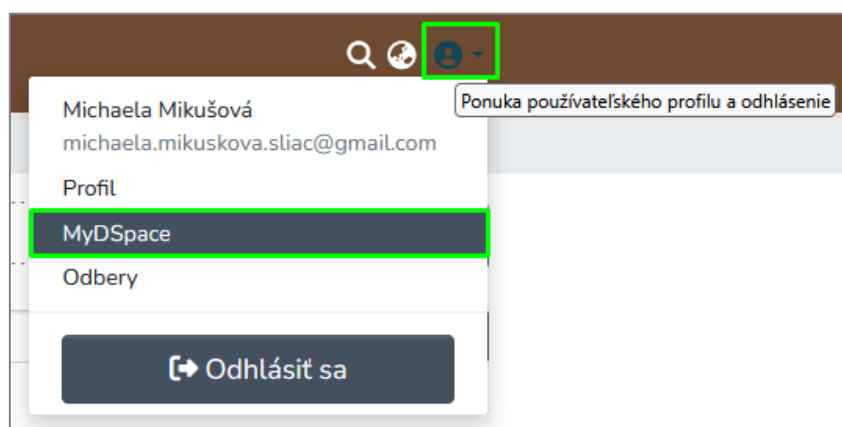 Ponuka používateľského profilu a odhlásenie
Michaela Mikušová
michaela.mikuskova.sliac@gmail.com
Profil
MyDSpace
Odbery
Odhlásiť sa